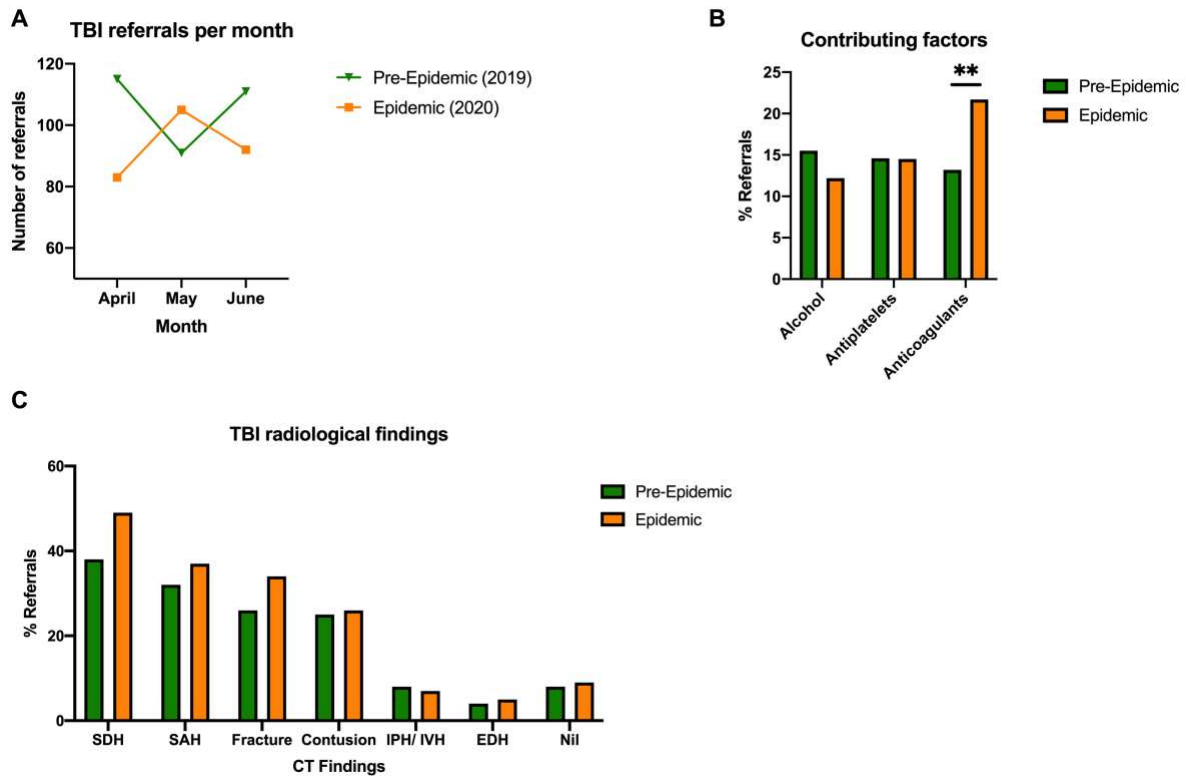 A
TBI referrals per month
120
100
80
60
Number of referrals
April May June
Month
Pre-Epidemic (2019)
Epidemic (2020)
B
Contributing factors
**
25
20
15
10
5
0
% Referrals
Alcohol
Antiplatelets
Anticoagulants
Pre-Epidemic
Epidemic
C
TBI radiological findings
60
40
20
0
% Referrals
SDH SAH Fracture Contusion IPH/ IVH EDH Nil
CT Findings
Pre-Epidemic
Epidemic